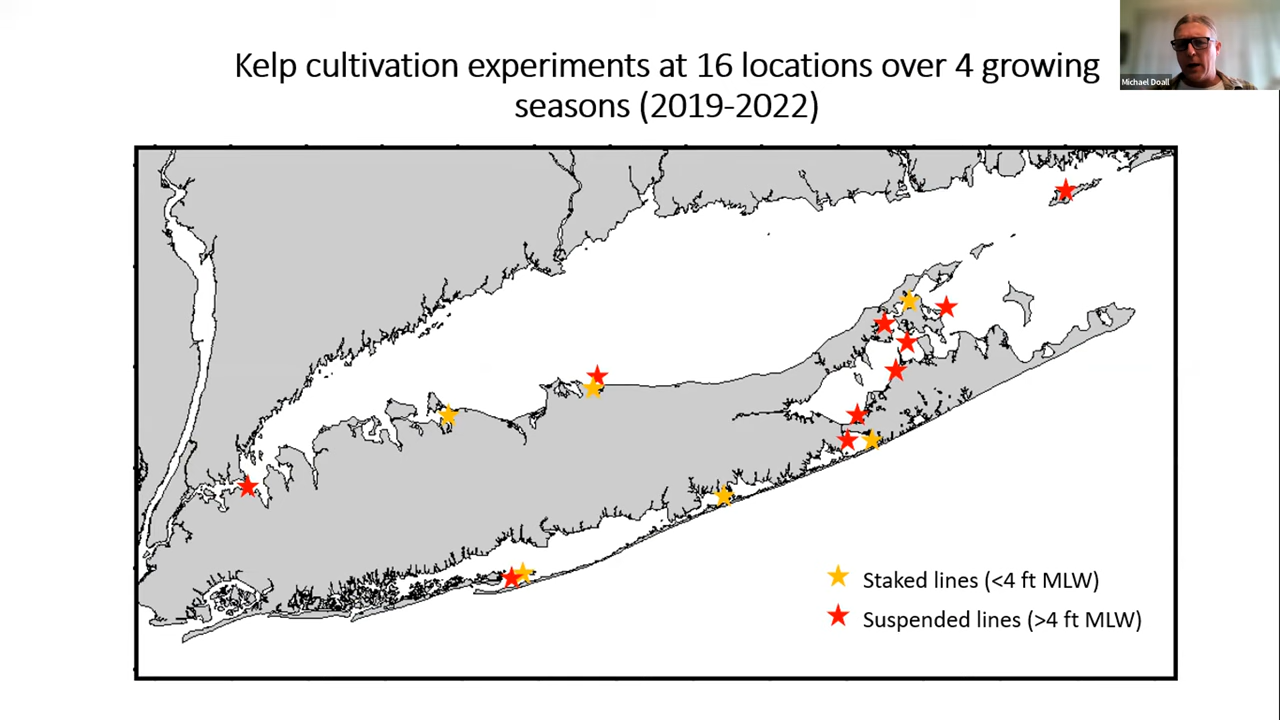 Kelp cultivation experiments at 16 locations over 4 growing
seasons (2019-2022)
Michael Doall
Staked lines (<4 ft MLW)
Suspended lines (>4 ft MLW)